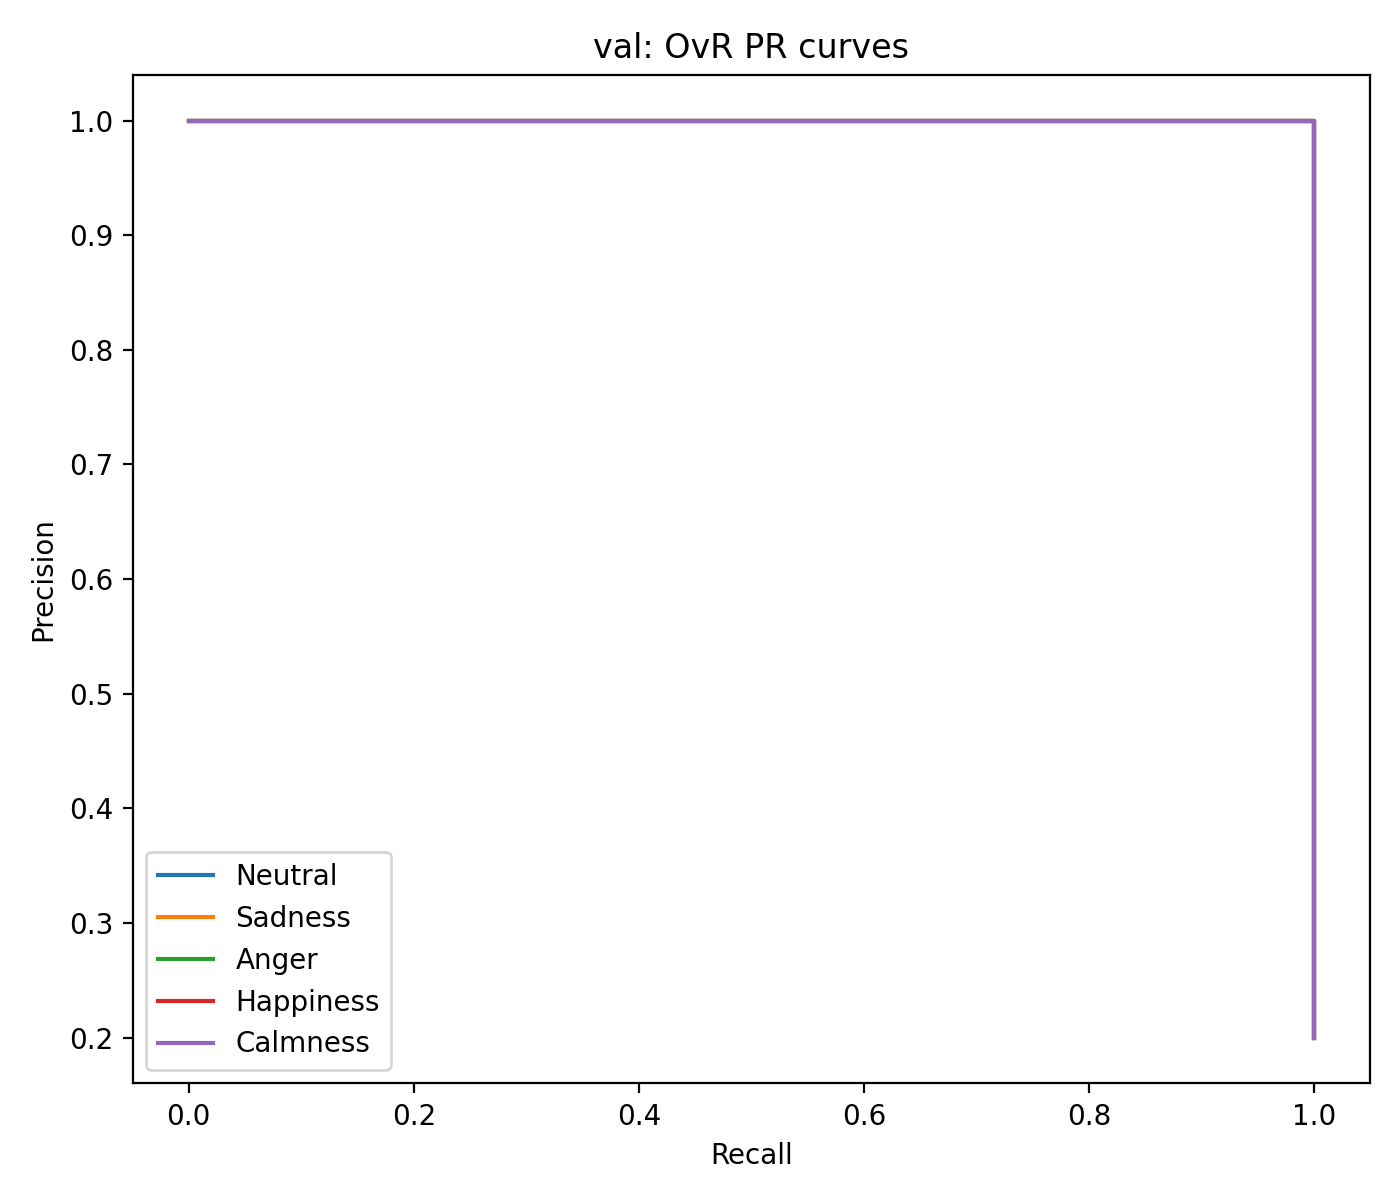 val: OvR PR curves
1.0
0.9
0.8
0.7
0.6
0.5
0.4
0.3
0.2
Precision
Neutral
Sadness
Anger
Happiness
Calmness
0.0 0.2 0.4 0.6 0.8 1.0
Recall